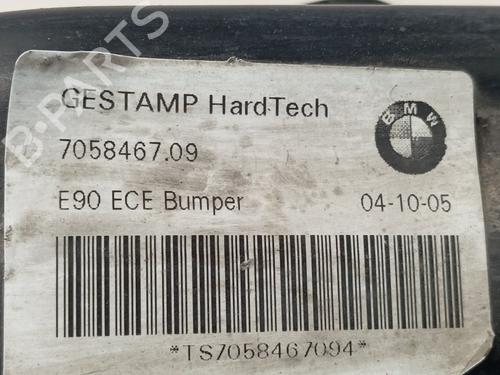 GESTAMP HardTech
BMW
7058467.09
E90 ECE Bumper 04-10-05
*TS7058467094*
B-PARTS